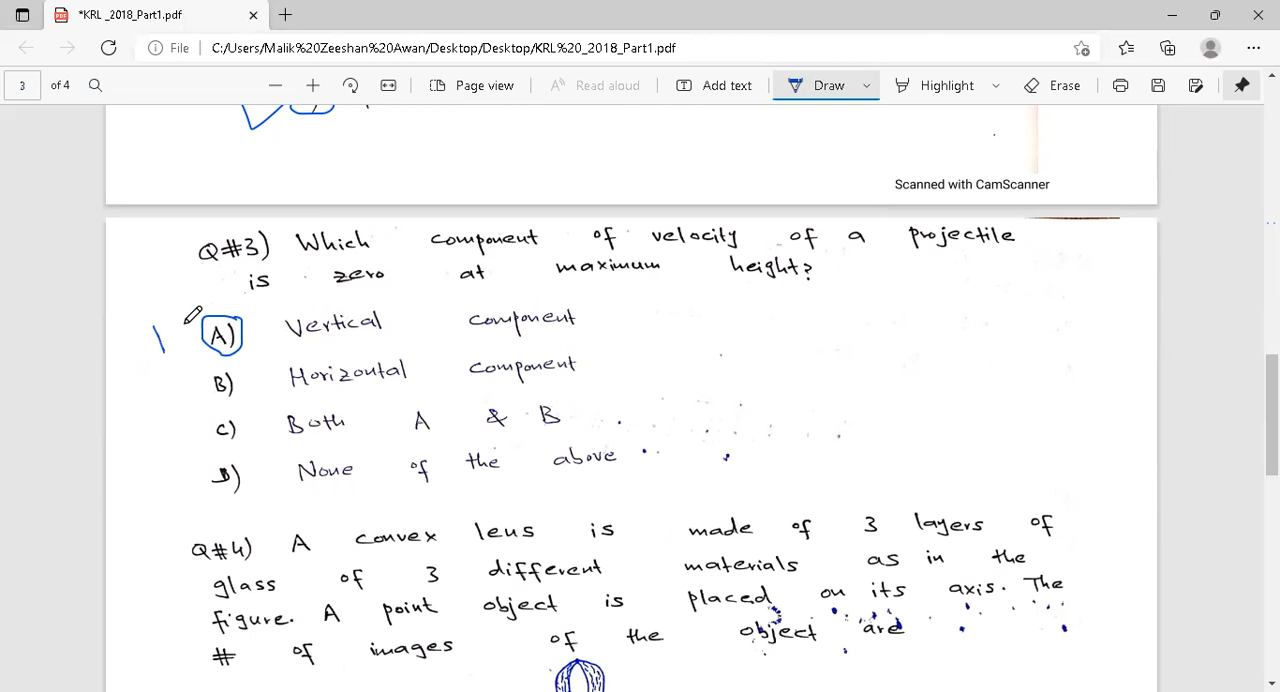 *KRL _2018_Part1.pdf
File C:/Users/Malik%20Zeeshan%20Awan/Desktop/Desktop/KRL%20_2018_Part1.pdf
3 of 4 Page view Read aloud Add text Draw Highlight Erase
Scanned with CamScanner
Q#3) Which component of velocity of a projectile
is zero at maximum height?
A) Vertical component
B) Horizontal component
C) Both A & B
D) None of the above
Q#4) A convex lens is made of 3 layers of
glass of 3 different materials as in the
figure. A point object is placed on its axis. The
# of images of the object are